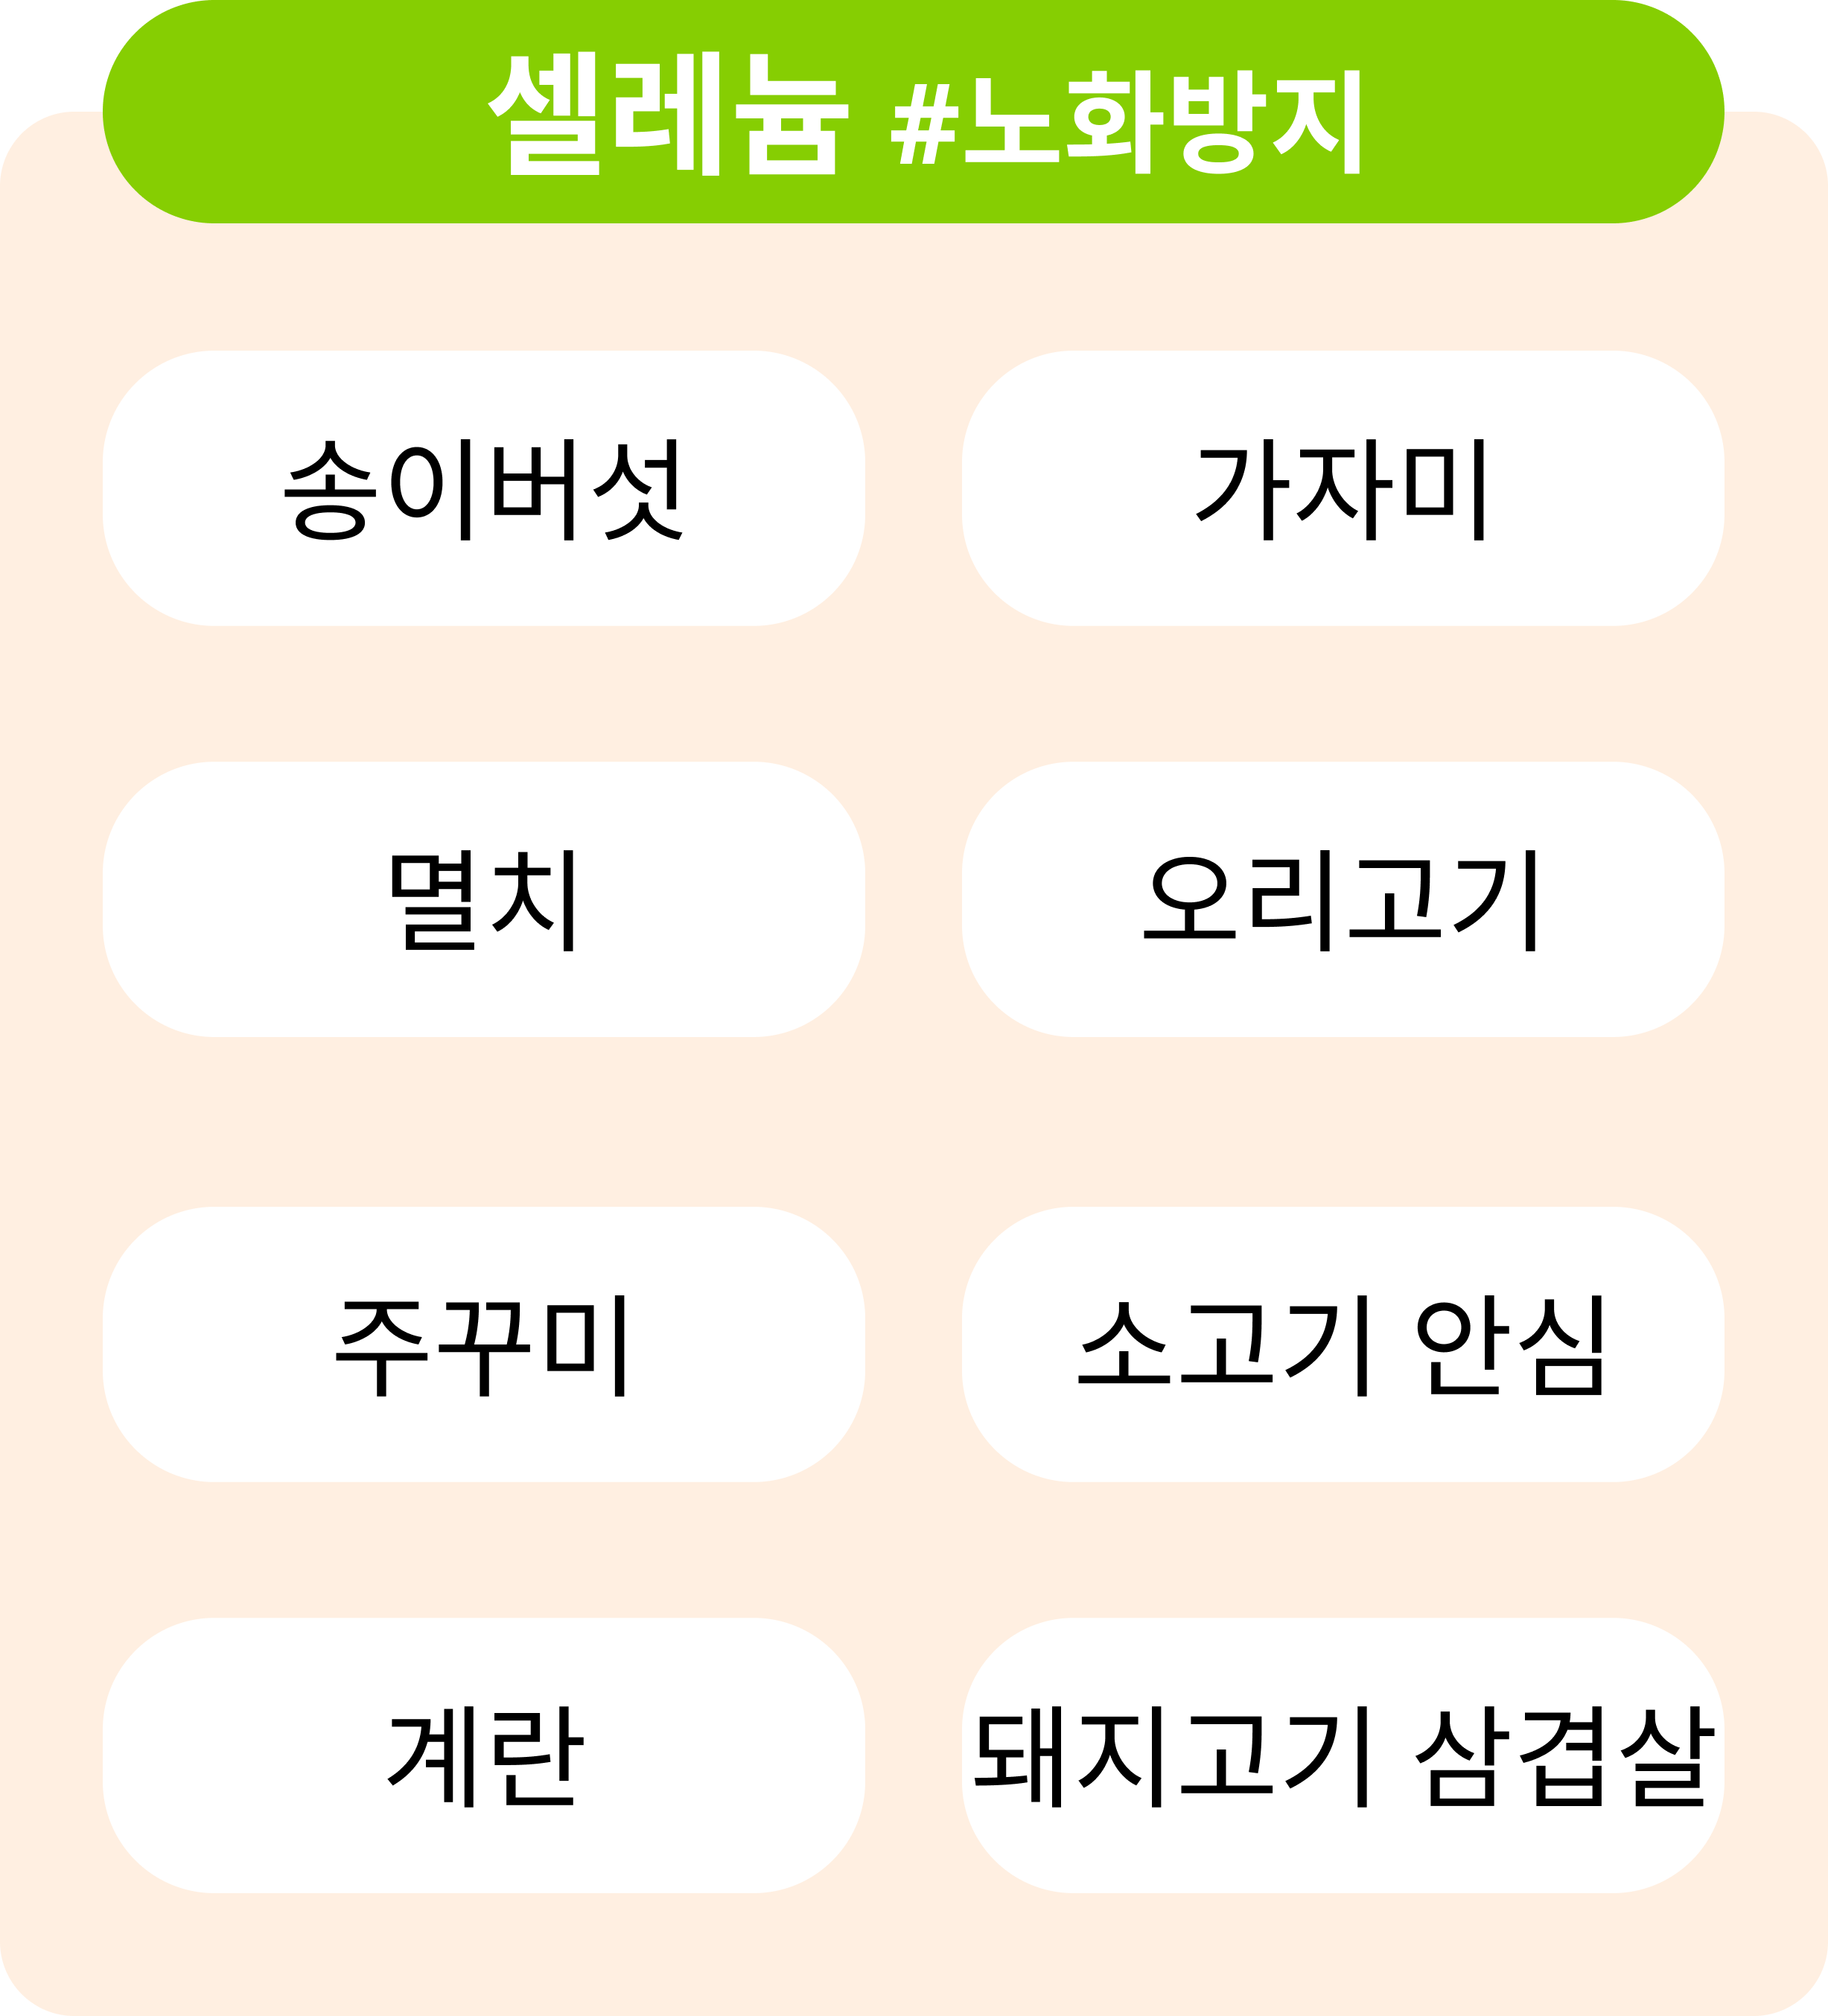 셀레늄 #노화방지
송이버섯
가자미
멸치
오리고기
주꾸미
소고기 안심
계란
돼지고기 삼겹살